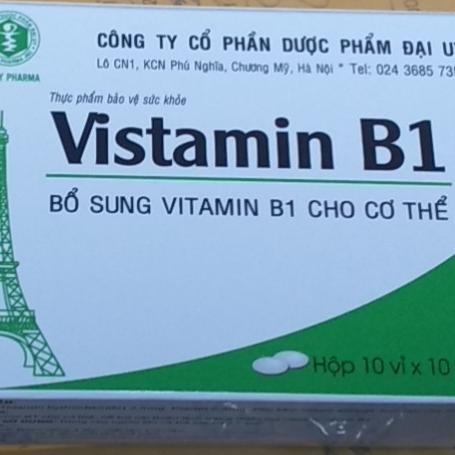 CÔNG TY CỔ PHẦN DƯỢC PHẨM ĐẠI U
Lô CN1, KCN Phú Nghĩa, Chương Mỹ, Hà Nội * Tel: 024 3685 73
Y PHARMA
Thực phẩm bảo vệ sức khỏe
Vistamin B1
BỔ SUNG VITAMIN B1 CHO CƠ THỂ
Hộp 10 vỉ x 10